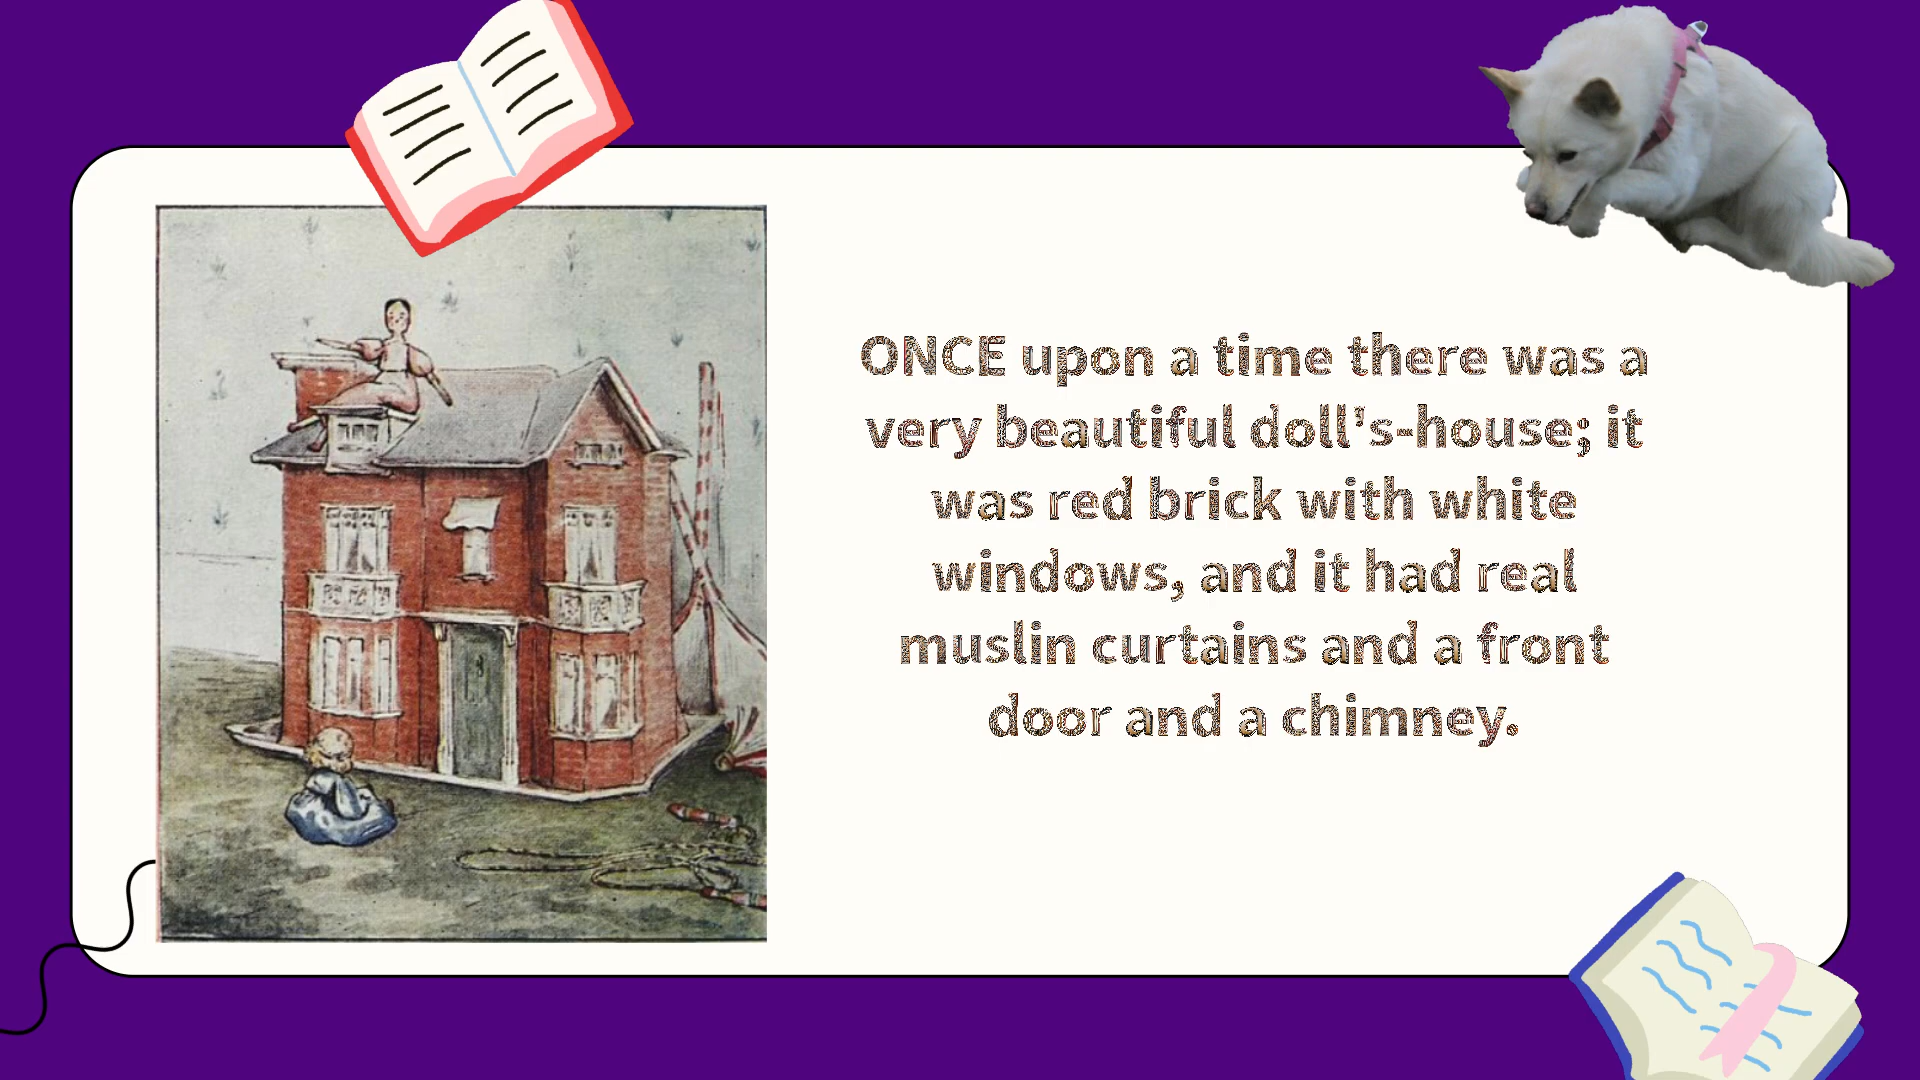 ONCE upon a time there was a
very beautiful doll's-house; it
was red brick with white
windows, and it had real
muslin curtains and a front
door and a chimney.